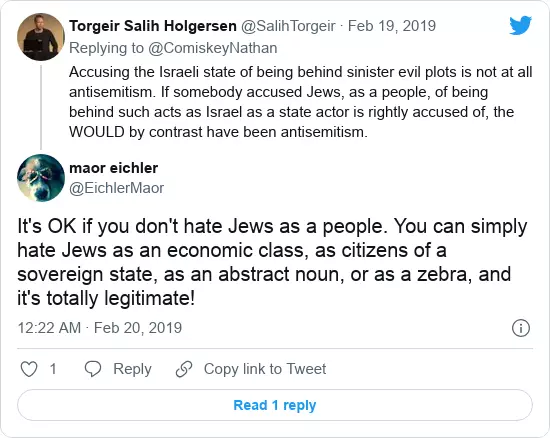 Torgeir Salih Holgersen @SalihTorgeir · Feb 19, 2019
Replying to @ComiskeyNathan
Accusing the Israeli state of being behind sinister evil plots is not at all
antisemitism. If somebody accused Jews, as a people, of being
behind such acts as Israel as a state actor is rightly accused of, the
WOULD by contrast have been antisemitism.
maor eichler
@EichlerMaor
It's OK if you don't hate Jews as a people. You can simply
hate Jews as an economic class, as citizens of a
sovereign state, as an abstract noun, or as a zebra, and
it's totally legitimate!
12:22 AM · Feb 20, 2019
1 Reply Copy link to Tweet
Read 1 reply